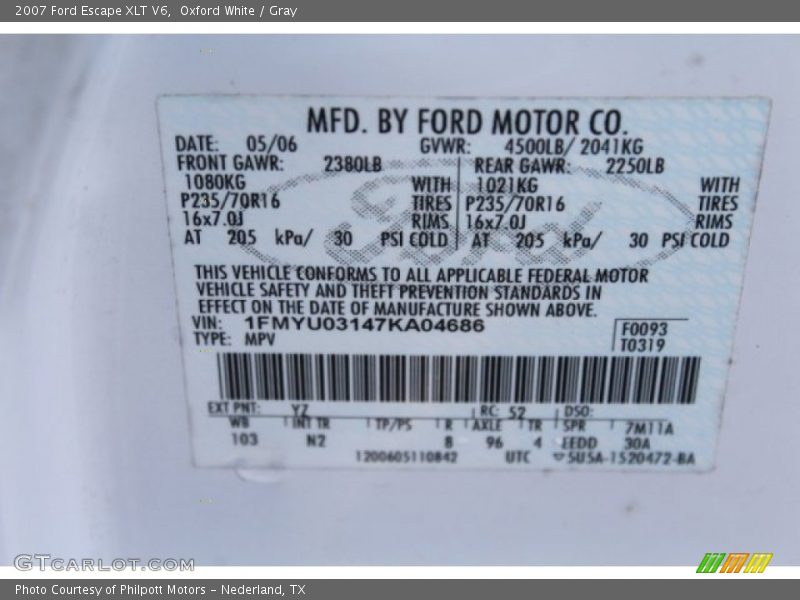 2007 Ford Escape XLT V6,  Oxford White / Gray
MFD. BY FORD MOTOR CO.
DATE: 05/06 GVWR: 4500LB/ 2041KG
FRONT GAWR: 2380LB REAR GAWR: 2250LB
1080KG WITH 1021KG WITH
P235/70R16 TIRES P235/70R16 TIRES
16x7.0J RIMS 16x7.0J RIMS
AT 205 kPa/ 30 PSI COLD AT 205 kPa/ 30 PSI COLD
Ford
THIS VEHICLE CONFORMS TO ALL APPLICABLE FEDERAL MOTOR
VEHICLE SAFETY AND THEFT PREVENTION STANDARDS IN
EFFECT ON THE DATE OF MANUFACTURE SHOWN ABOVE.
VIN: 1FMYU03147KA04686 F0093
TYPE: MPV T0319
EXT PNT: YZ RC: 52 DSO:
WB INT TR TP/PS R AXLE TR SPR 7M11A
103 N2 8 96 4 EEDD 30A
1200605110842 UTC 5U5A-1520472-BA
GTCARLOT.COM
Photo Courtesy of Philpott Motors - Nederland, TX